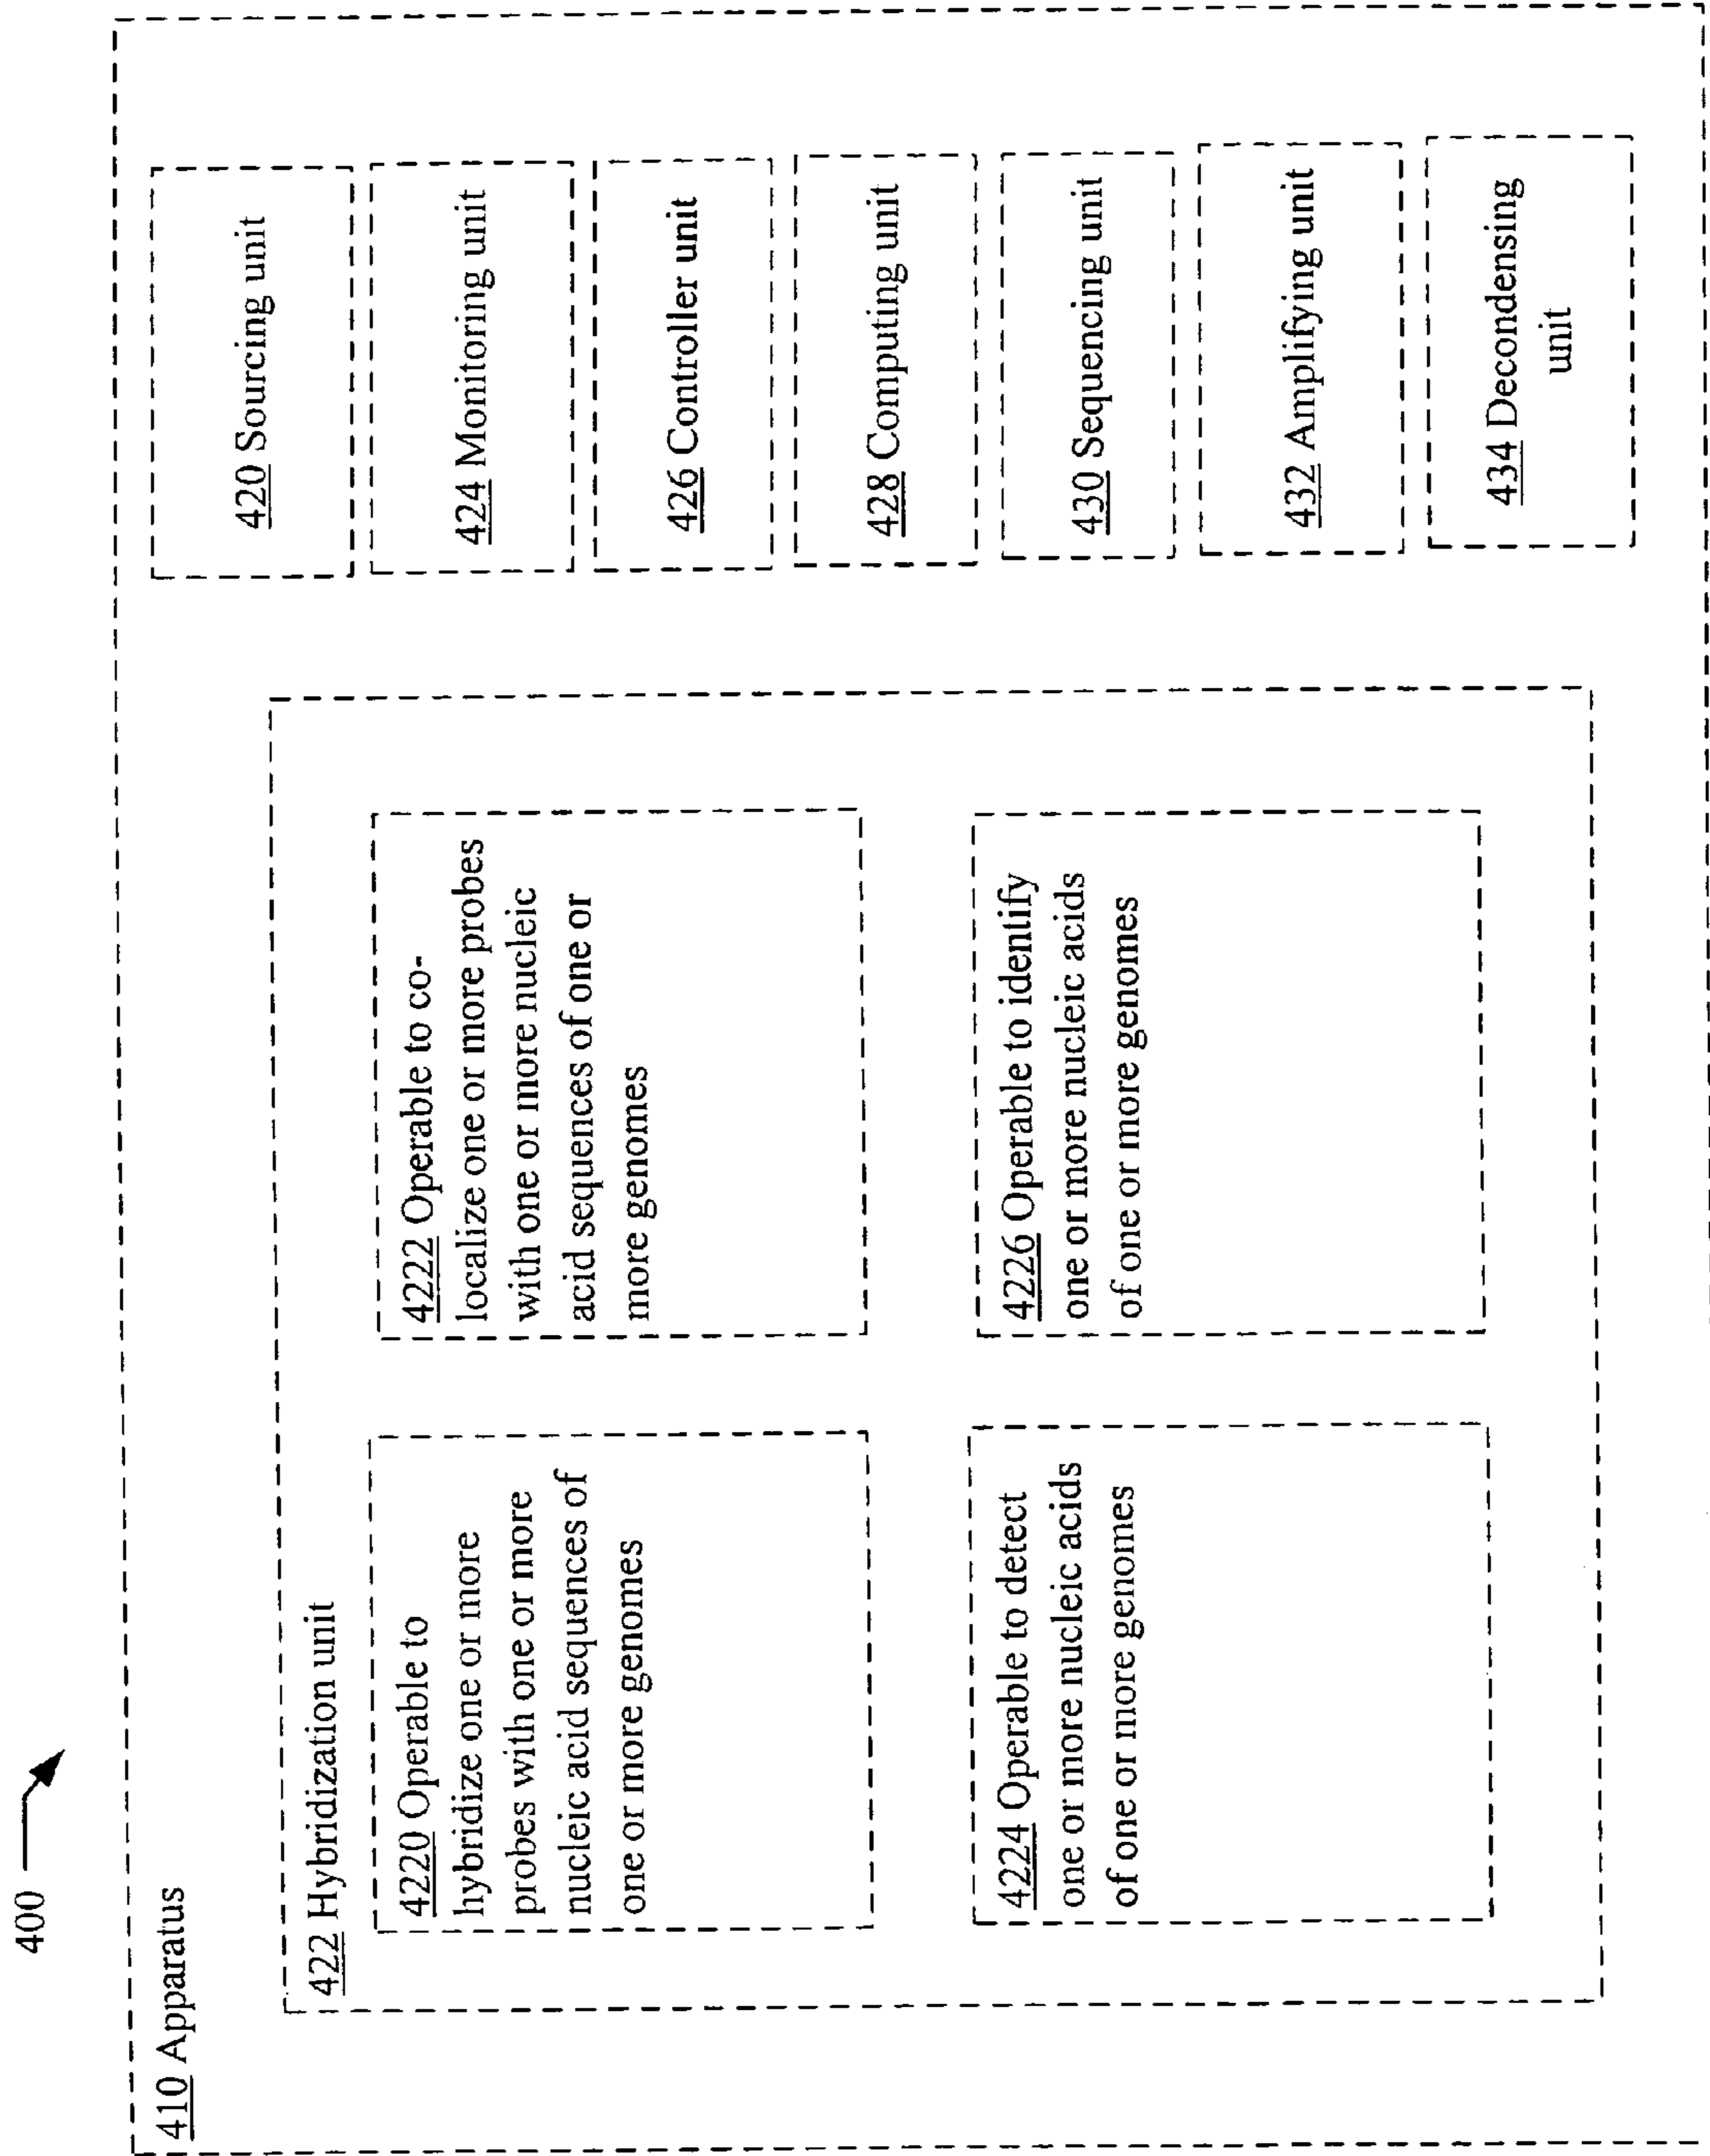 400
410 Apparatus
422 Hybridization unit
4220 Operable to
hybridize one or more
probes with one or more
nucleic acid sequences of
one or more genomes
4222 Operable to co-
localize one or more probes
with one or more nucleic
acid sequences of one or
more genomes
4224 Operable to detect
one or more nucleic acids
of one or more genomes
4226 Operable to identify
one or more nucleic acids
of one or more genomes
420 Sourcing unit
424 Monitoring unit
426 Controller unit
428 Computing unit
430 Sequencing unit
432 Amplifying unit
434 Decondensing
unit